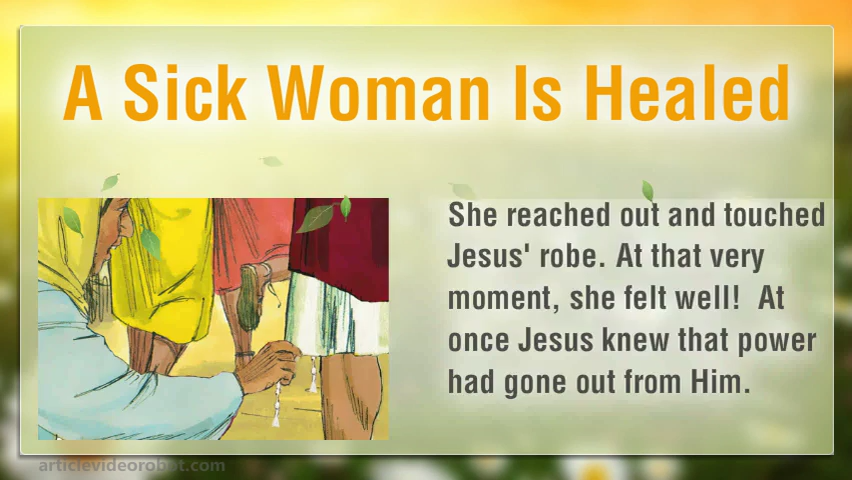 A Sick Woman Is Healed
She reached out and touched
Jesus' robe. At that very
moment, she felt well!  At
once Jesus knew that power
had gone out from Him.
articlevideorobot.com